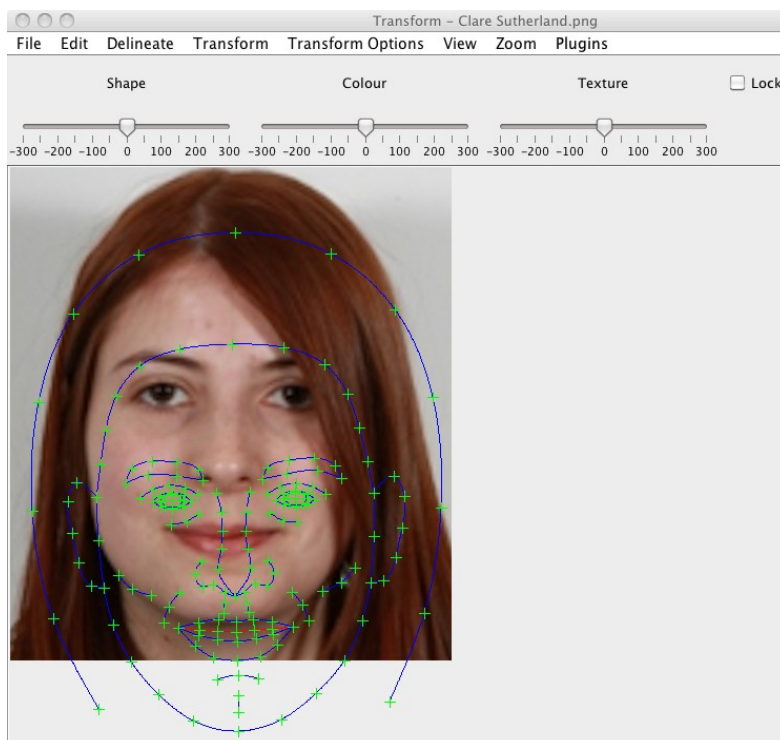 Transform – Clare Sutherland.png
File Edit Delineate Transform Transform Options View Zoom Plugins
Shape Colour Texture Lock
-300 -200 -100 0 100 200 300 -300 -200 -100 0 100 200 300 -300 -200 -100 0 100 200 300